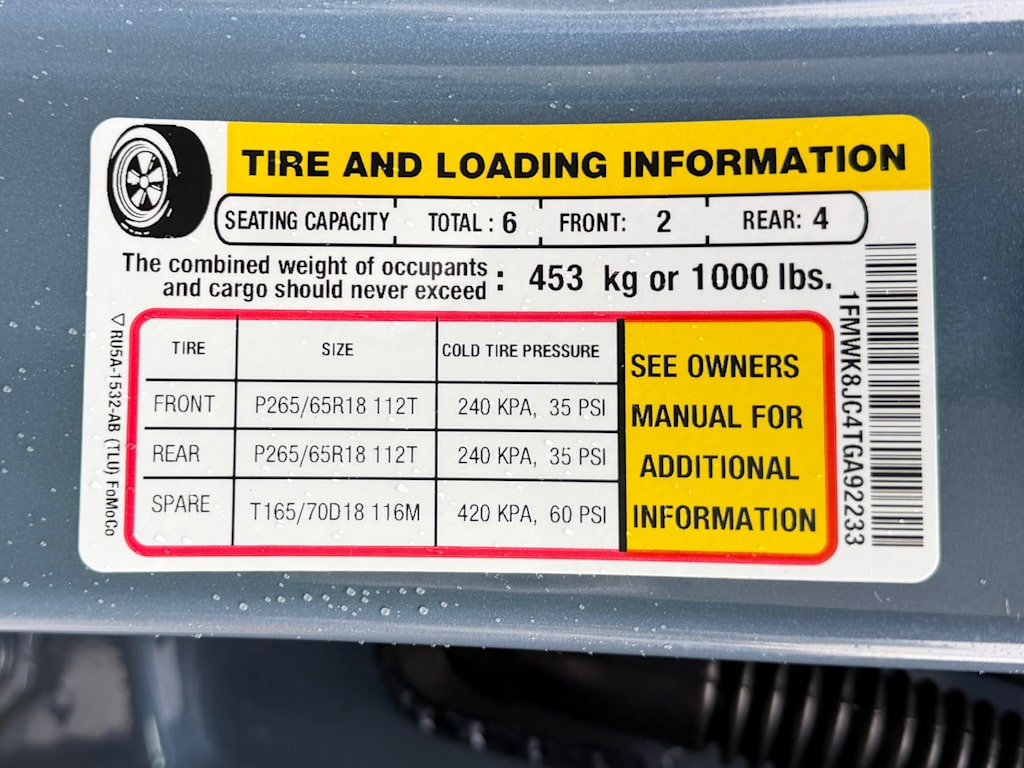 TIRE AND LOADING INFORMATION
SEATING CAPACITY TOTAL : 6 FRONT: 2 REAR: 4
The combined weight of occupants
and cargo should never exceed : 453 kg or 1000 lbs.
TIRE SIZE COLD TIRE PRESSURE
FRONT P265/65R18 112T 240 KPA, 35 PSI
REAR P265/65R18 112T 240 KPA, 35 PSI
SPARE T165/70D18 116M 420 KPA, 60 PSI
SEE OWNERS
MANUAL FOR
ADDITIONAL
INFORMATION
1FMWK8JC4TGA92233
RU5A-1532-AB (TLU) FoMoCo